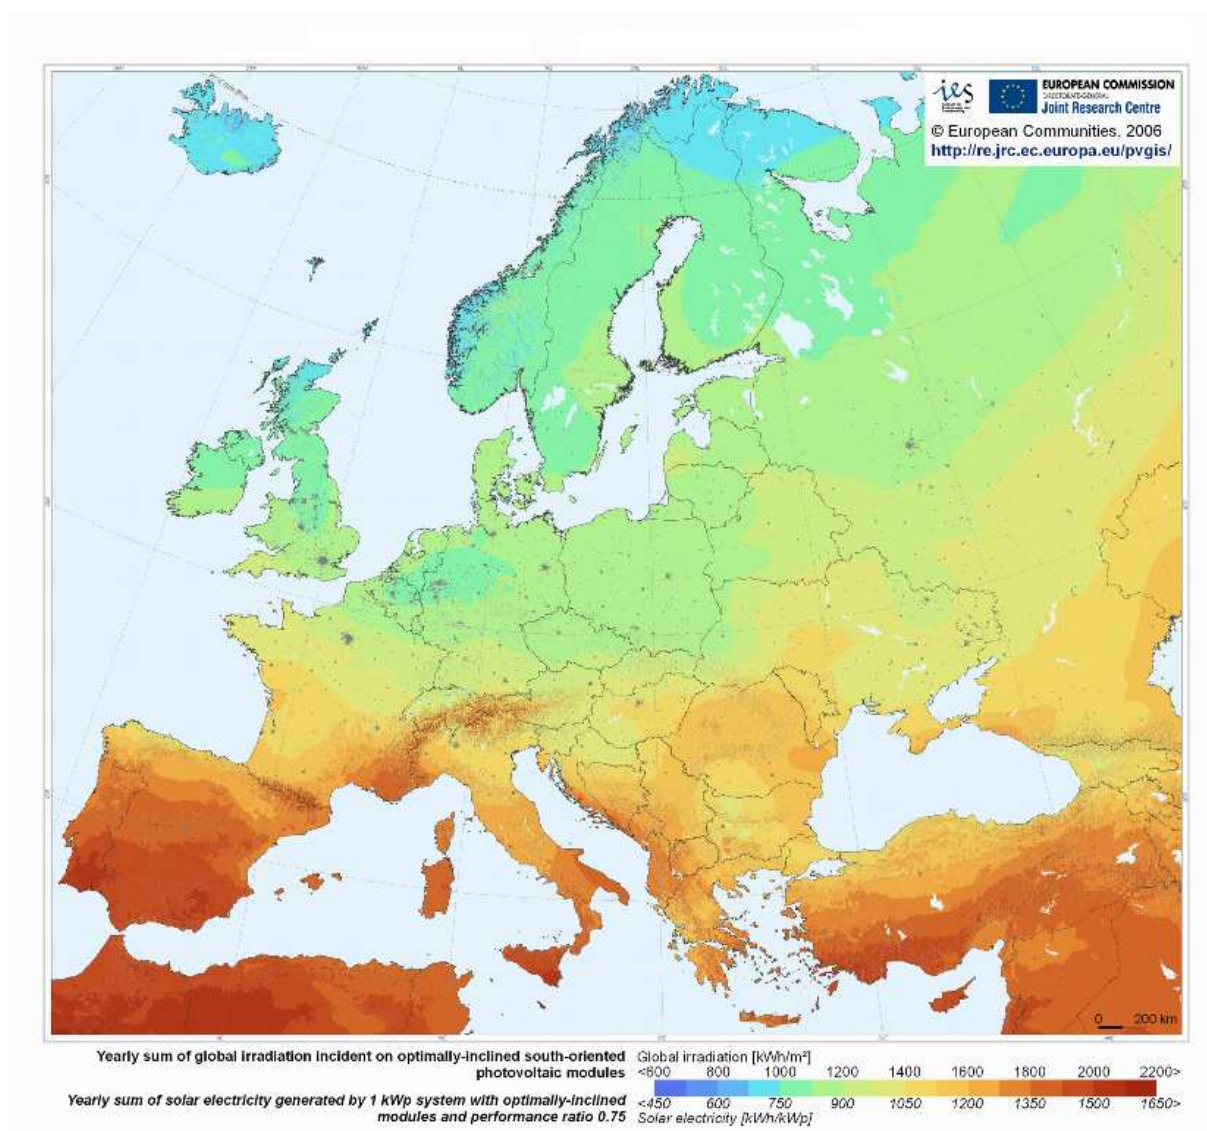 ies
EUROPEAN COMMISSION
DIRECTORATE-GENERAL
Joint Research Centre
© European Communities. 2006
http://re.jrc.ec.europa.eu/pvgis/
0 200 km
Yearly sum of global irradiation incident on optimally-inclined south-oriented
photovoltaic modules
Global irradiation [kWh/m²]
<600 800 1000 1200 1400 1600 1800 2000 2200>
Yearly sum of solar electricity generated by 1 kWp system with optimally-inclined
modules and performance ratio 0.75
<450 600 750 900 1050 1200 1350 1500 1650>
Solar electricity [kWh/kWp]